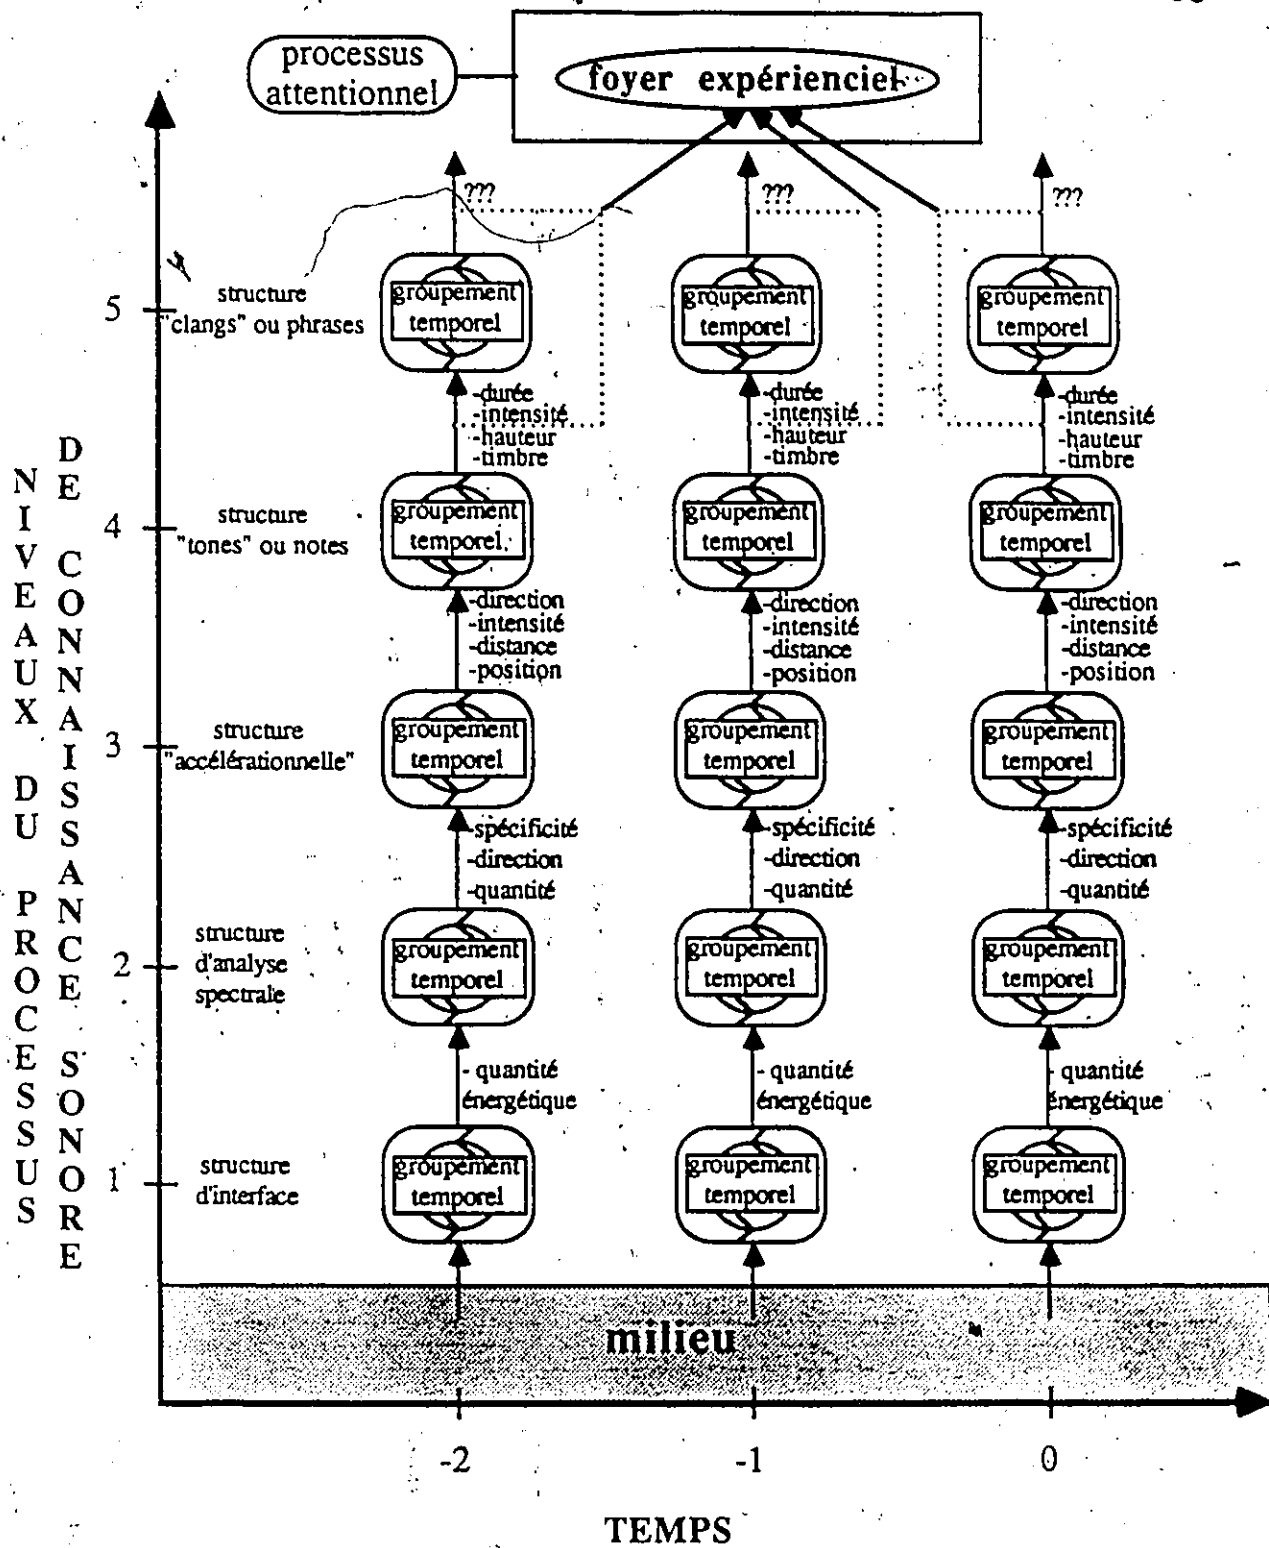 processus
attentionnel
foyer expérienciel
???
???
???
5
structure
"clangs" ou phrases
groupement
temporel
groupement
temporel
groupement
temporel
-durée
-intensité
-hauteur
-timbre
-durée
-intensité
-hauteur
-timbre
-durée
-intensité
-hauteur
-timbre
4
structure
"tones" ou notes
groupement
temporel
groupement
temporel
groupement
temporel
-direction
-intensité
-distance
-position
-direction
-intensité
-distance
-position
-direction
-intensité
-distance
-position
3
structure
"accélérationnelle"
groupement
temporel
groupement
temporel
groupement
temporel
-spécificité
-direction
-quantité
-spécificité
-direction
-quantité
-spécificité
-direction
-quantité
2
structure
d'analyse
spectrale
groupement
temporel
groupement
temporel
groupement
temporel
- quantité
énergétique
- quantité
énergétique
- quantité
énergétique
1
structure
d'interface
groupement
temporel
groupement
temporel
groupement
temporel
NIVEAUX DU PROCESSUS
DE CONNAISSANCE SONORE
milieu
-2
-1
0
TEMPS